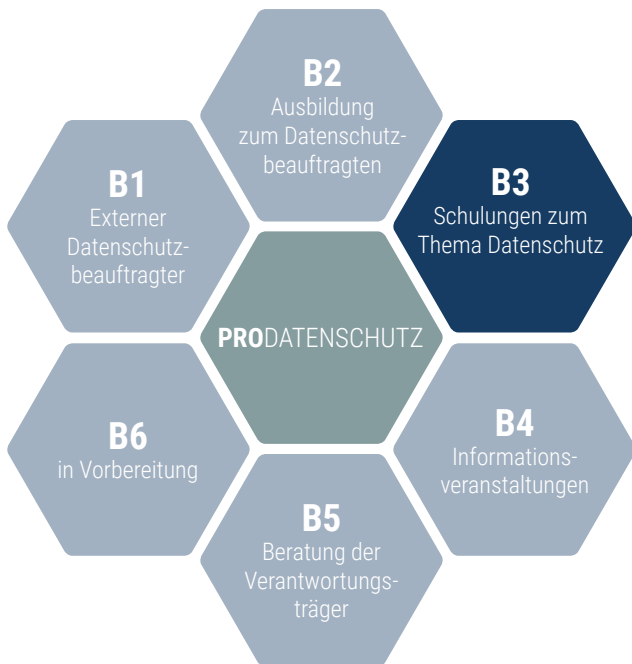 B1
Externer
Datenschutz-
beauftragter
B2
Ausbildung
zum Datenschutz-
beauftragten
B3
Schulungen zum
Thema Datenschutz
PRODATENSCHUTZ
B6
in Vorbereitung
B5
Beratung der
Verantwortungs-
träger
B4
Informations-
veranstaltungen